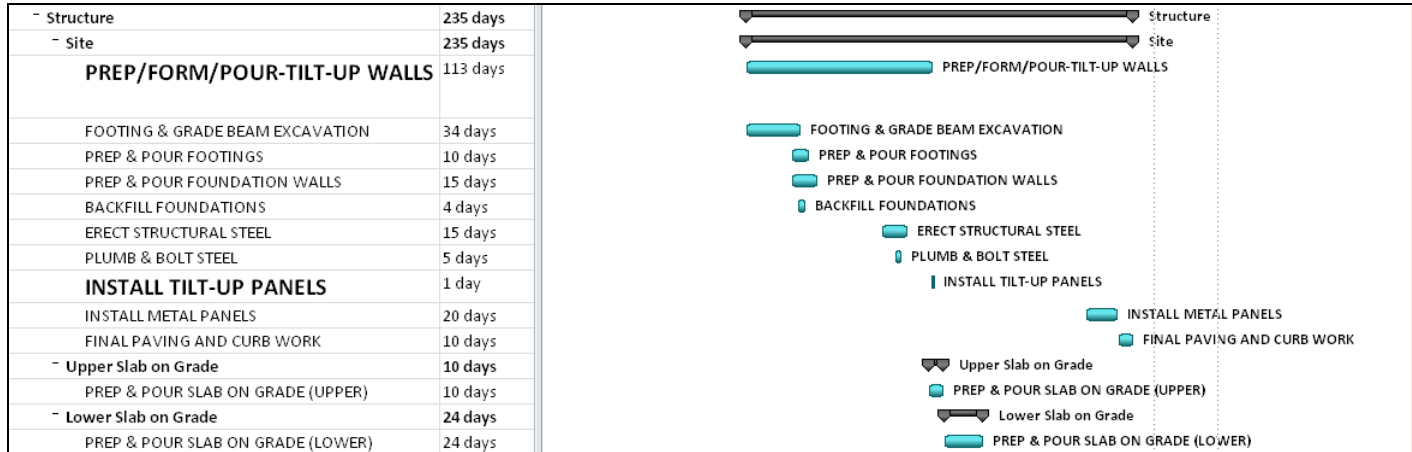 ⁻ Structure 235 days Structure
⁻ Site 235 days Site
PREP/FORM/POUR-TILT-UP WALLS 113 days PREP/FORM/POUR-TILT-UP WALLS
FOOTING & GRADE BEAM EXCAVATION 34 days FOOTING & GRADE BEAM EXCAVATION
PREP & POUR FOOTINGS 10 days PREP & POUR FOOTINGS
PREP & POUR FOUNDATION WALLS 15 days PREP & POUR FOUNDATION WALLS
BACKFILL FOUNDATIONS 4 days BACKFILL FOUNDATIONS
ERECT STRUCTURAL STEEL 15 days ERECT STRUCTURAL STEEL
PLUMB & BOLT STEEL 5 days PLUMB & BOLT STEEL
INSTALL TILT-UP PANELS 1 day INSTALL TILT-UP PANELS
INSTALL METAL PANELS 20 days INSTALL METAL PANELS
FINAL PAVING AND CURB WORK 10 days FINAL PAVING AND CURB WORK
⁻ Upper Slab on Grade 10 days Upper Slab on Grade
PREP & POUR SLAB ON GRADE (UPPER) 10 days PREP & POUR SLAB ON GRADE (UPPER)
⁻ Lower Slab on Grade 24 days Lower Slab on Grade
PREP & POUR SLAB ON GRADE (LOWER) 24 days PREP & POUR SLAB ON GRADE (LOWER)